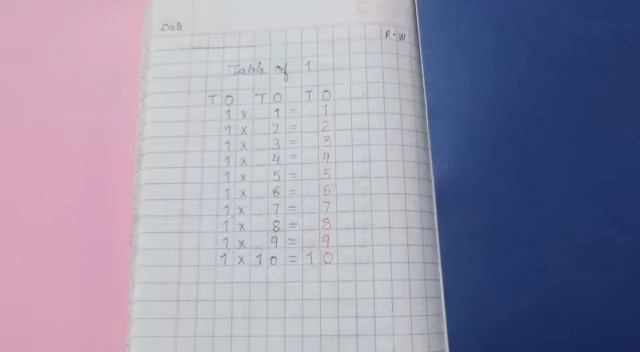 Date
P. W
Table of 1
T O T O T O
1 x 1 = 1
1 x 2 = 2
1 x 3 = 3
1 x 4 = 4
1 x 5 = 5
1 x 6 = 6
1 x 7 = 7
1 x 8 = 8
1 x 9 = 9
1 x 10 = 10